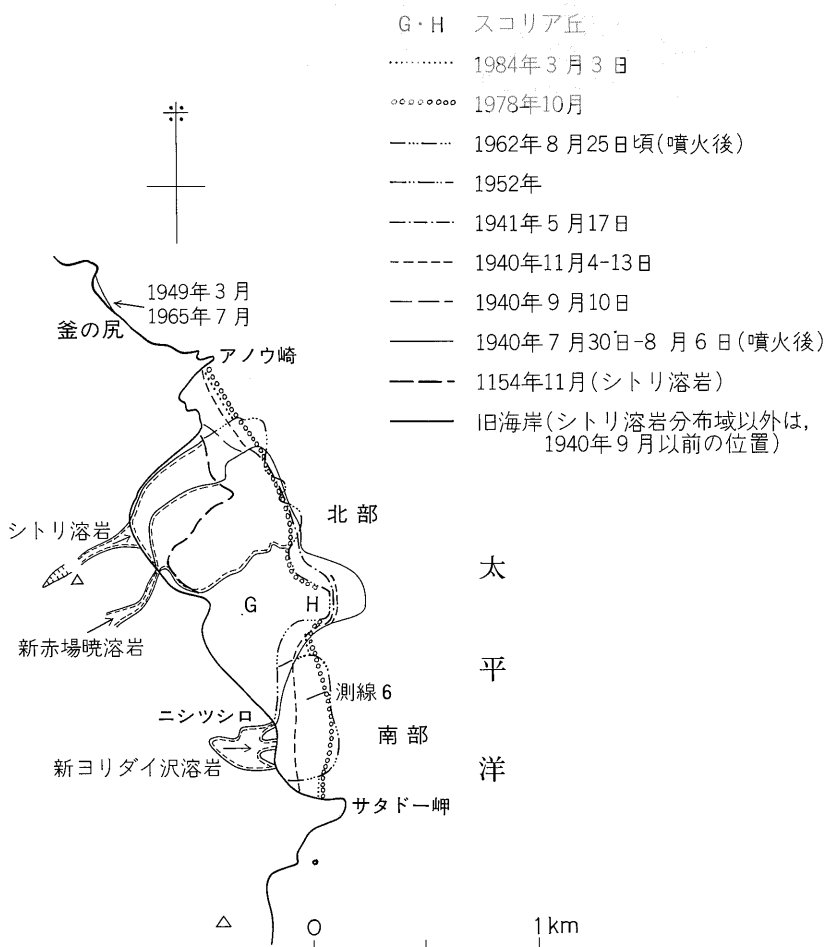 G・H スコリア丘
1984年3月3日
1978年10月
1962年8月25日頃(噴火後)
1952年
1941年5月17日
1940年11月4-13日
1940年9月10日
1940年7月30日-8月6日(噴火後)
1154年11月(シトリ溶岩)
旧海岸(シトリ溶岩分布域以外は,
1940年9月以前の位置)
1949年3月
1965年7月
釜の尻
アノウ崎
北部
シトリ溶岩
太
G
H
新赤場暁溶岩
平
測線6
ニシツシロ
南部
新ヨリダイ沢溶岩
洋
サタドー岬
0
1km